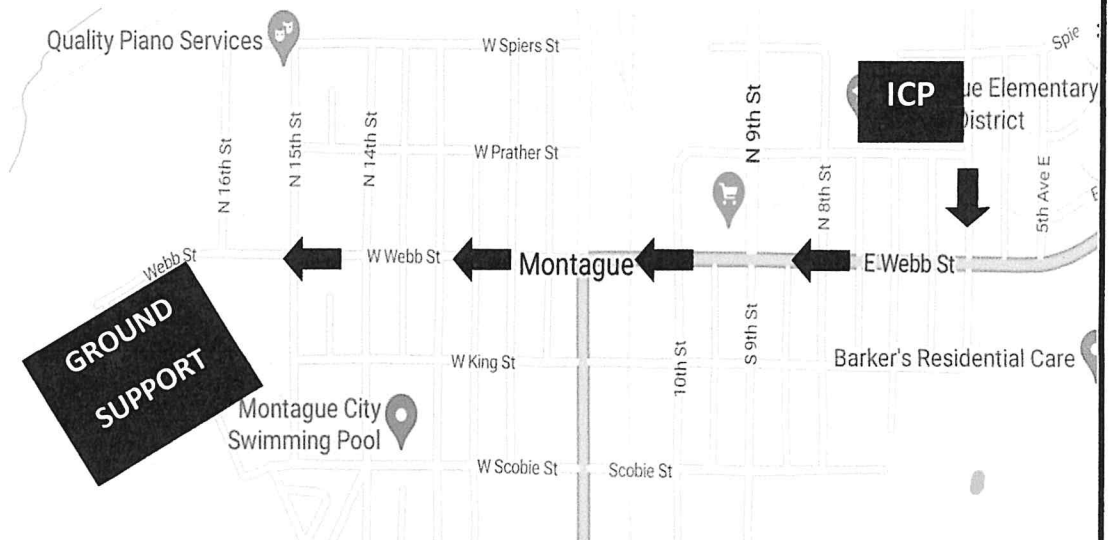 Quality Piano Services
W Spiers St
Spie
ICP
ue Elementary
District
N 9th St
W Prather St
N 16th St
N 15th St
N 14th St
N 8th St
5th Ave E
E
Webb St
W Webb St
Montague
E Webb St
GROUND
SUPPORT
W King St
10th St
S 9th St
Barker's Residential Care
Montague City
Swimming Pool
W Scobie St
Scobie St